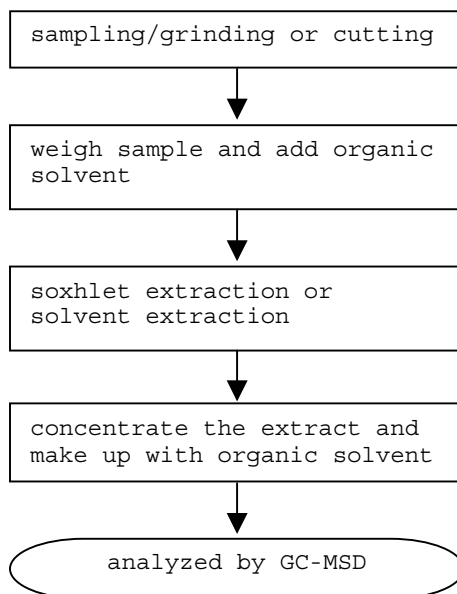 sampling/grinding or cutting
weigh sample and add organic
solvent
soxhlet extraction or
solvent extraction
concentrate the extract and
make up with organic solvent
analyzed by GC-MSD